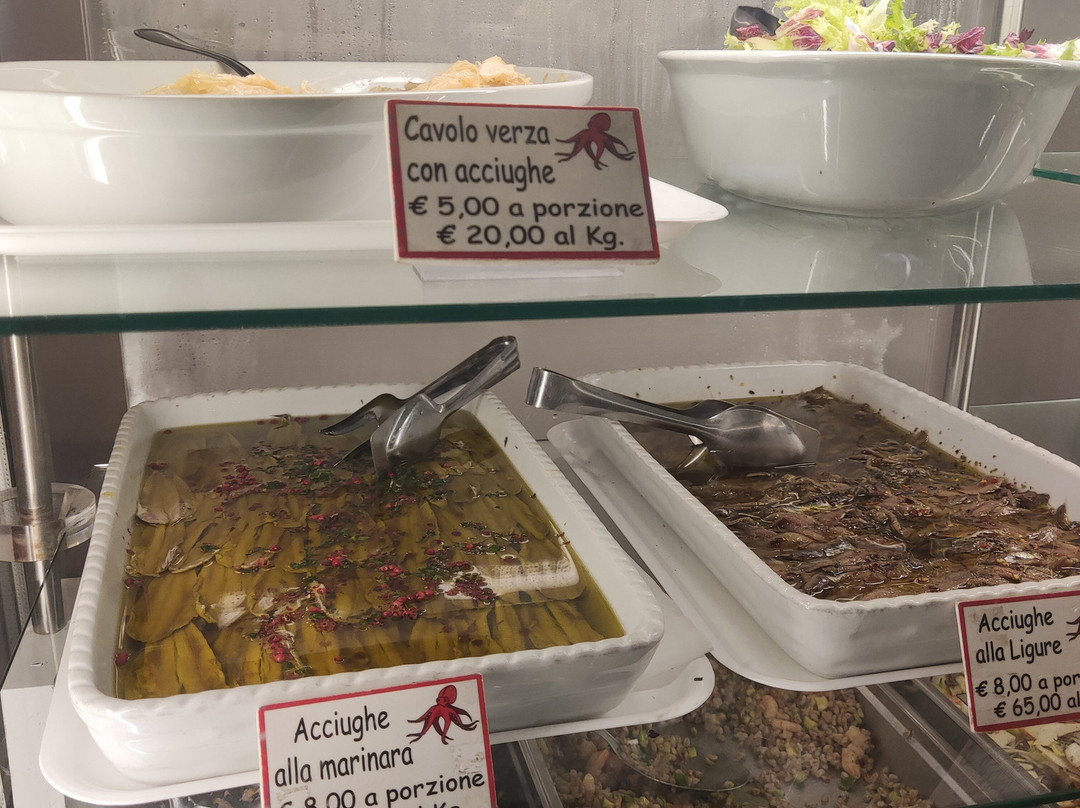 Cavolo verza
con acciughe
€ 5,00 a porzione
€ 20,00 al Kg.
Acciughe
alla Ligure
€ 8,00 a por
€ 65,00 al
Acciughe
alla marinara
€ 8,00 a porzione